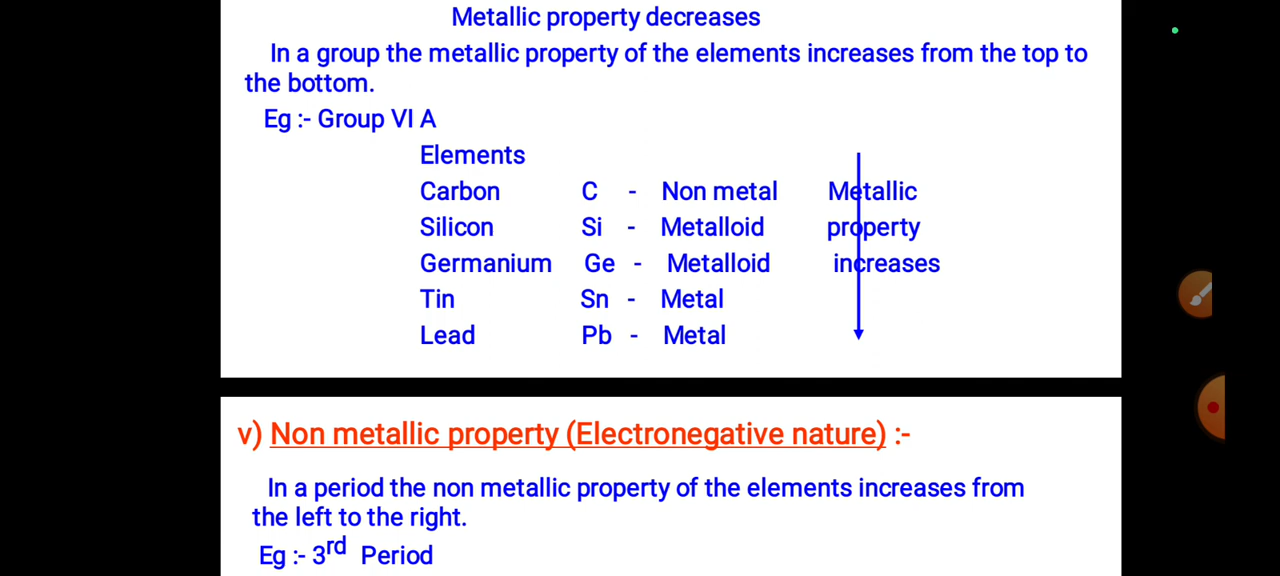 Metallic property decreases
In a group the metallic property of the elements increases from the top to
the bottom.
Eg :- Group VI A
Elements
Carbon C - Non metal Metallic
Silicon Si - Metalloid property
Germanium Ge - Metalloid increases
Tin Sn - Metal
Lead Pb - Metal
v) Non metallic property (Electronegative nature) :-
In a period the non metallic property of the elements increases from
the left to the right.
Eg :- 3rd Period